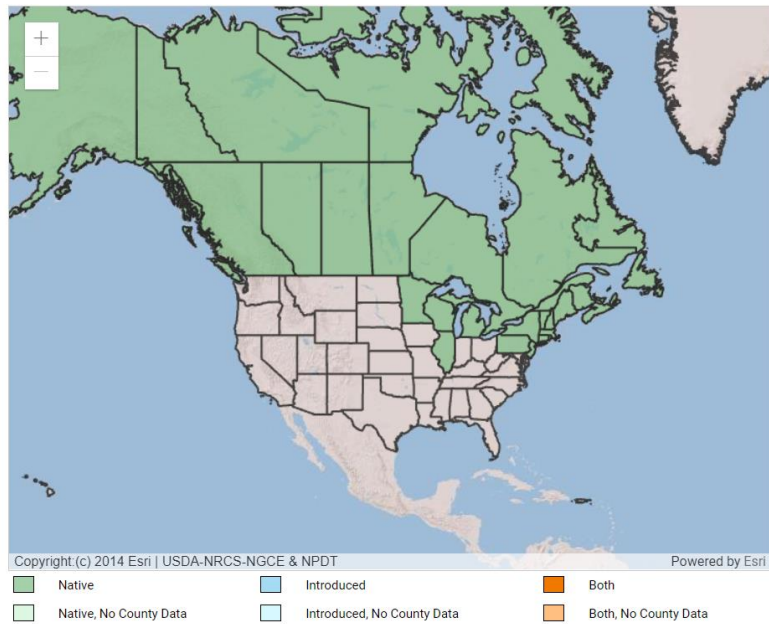 +
−
Copyright:(c) 2014 Esri | USDA-NRCS-NGCE & NPDT Powered by Esri
Native Introduced Both
Native, No County Data Introduced, No County Data Both, No County Data